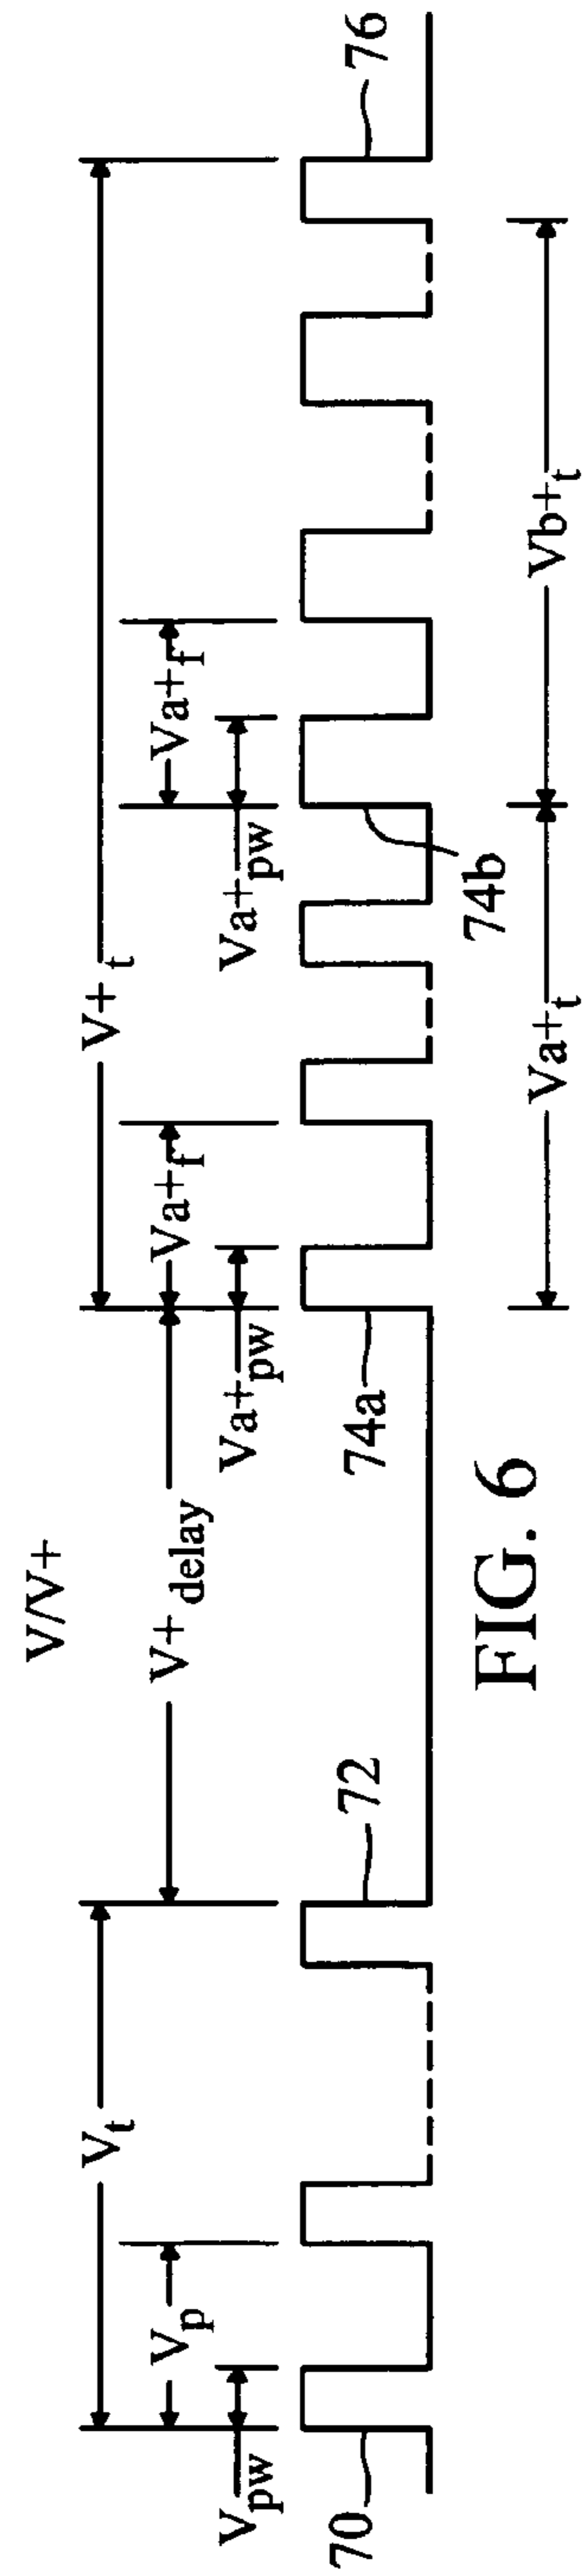 V/V+
Vt
V+t
Vp
V+ delay
Va+f
Va+f
Vpw
Va+pw
Va+pw
70
72
74a
74b
76
Va+t
Vb+t
FIG. 6